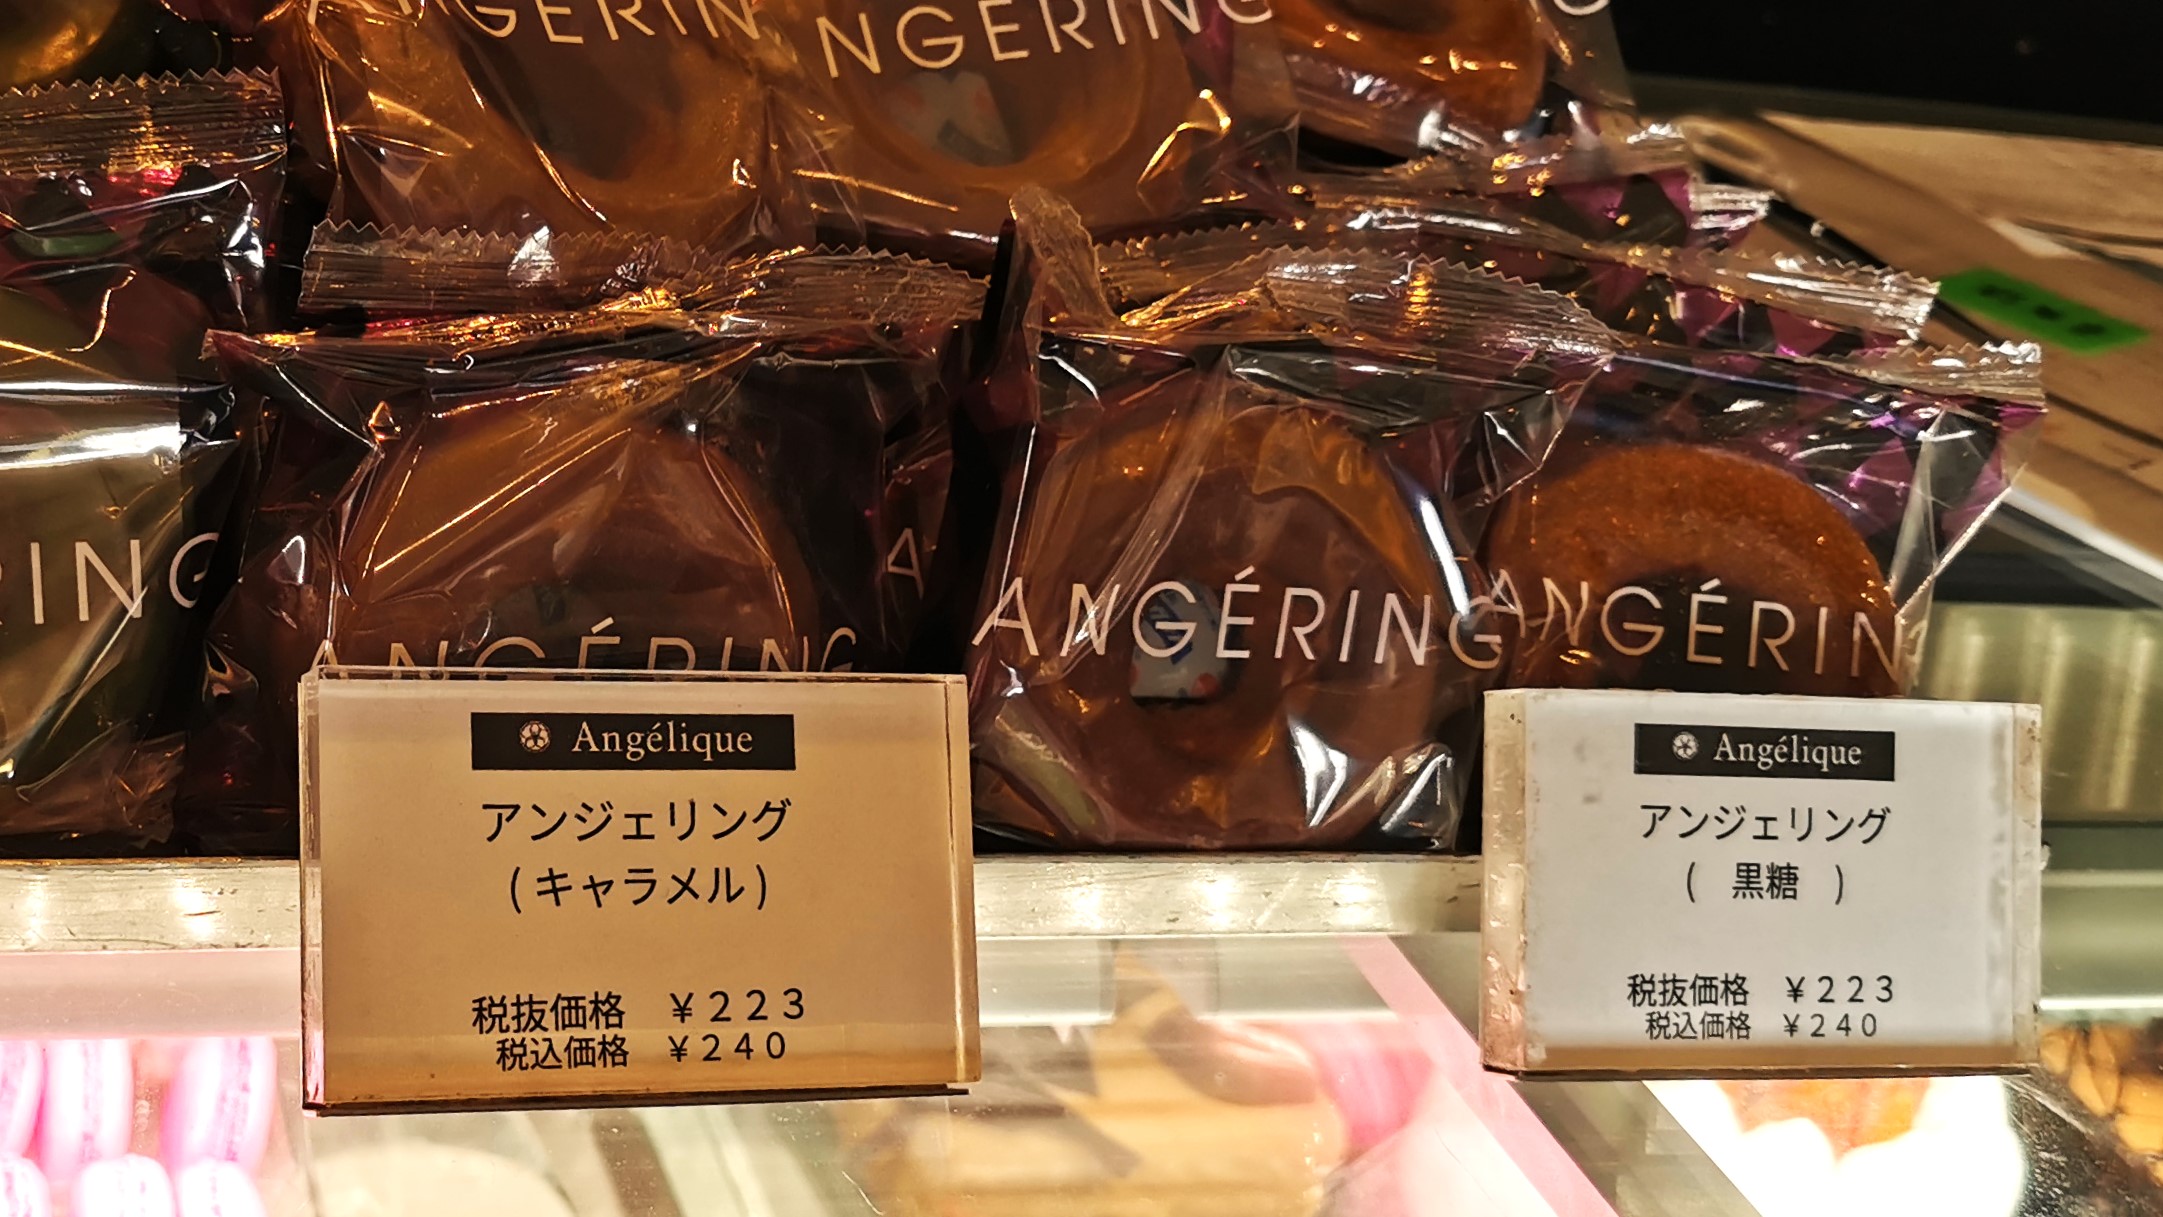 NGERING
ANGÉRING
ANGÉRING
ANGÉRIN
Angélique
アンジェリング
(キャラメル)
税抜価格 ¥223
税込価格 ¥240
Angélique
アンジェリング
( 黒糖 )
税抜価格 ¥223
税込価格 ¥240